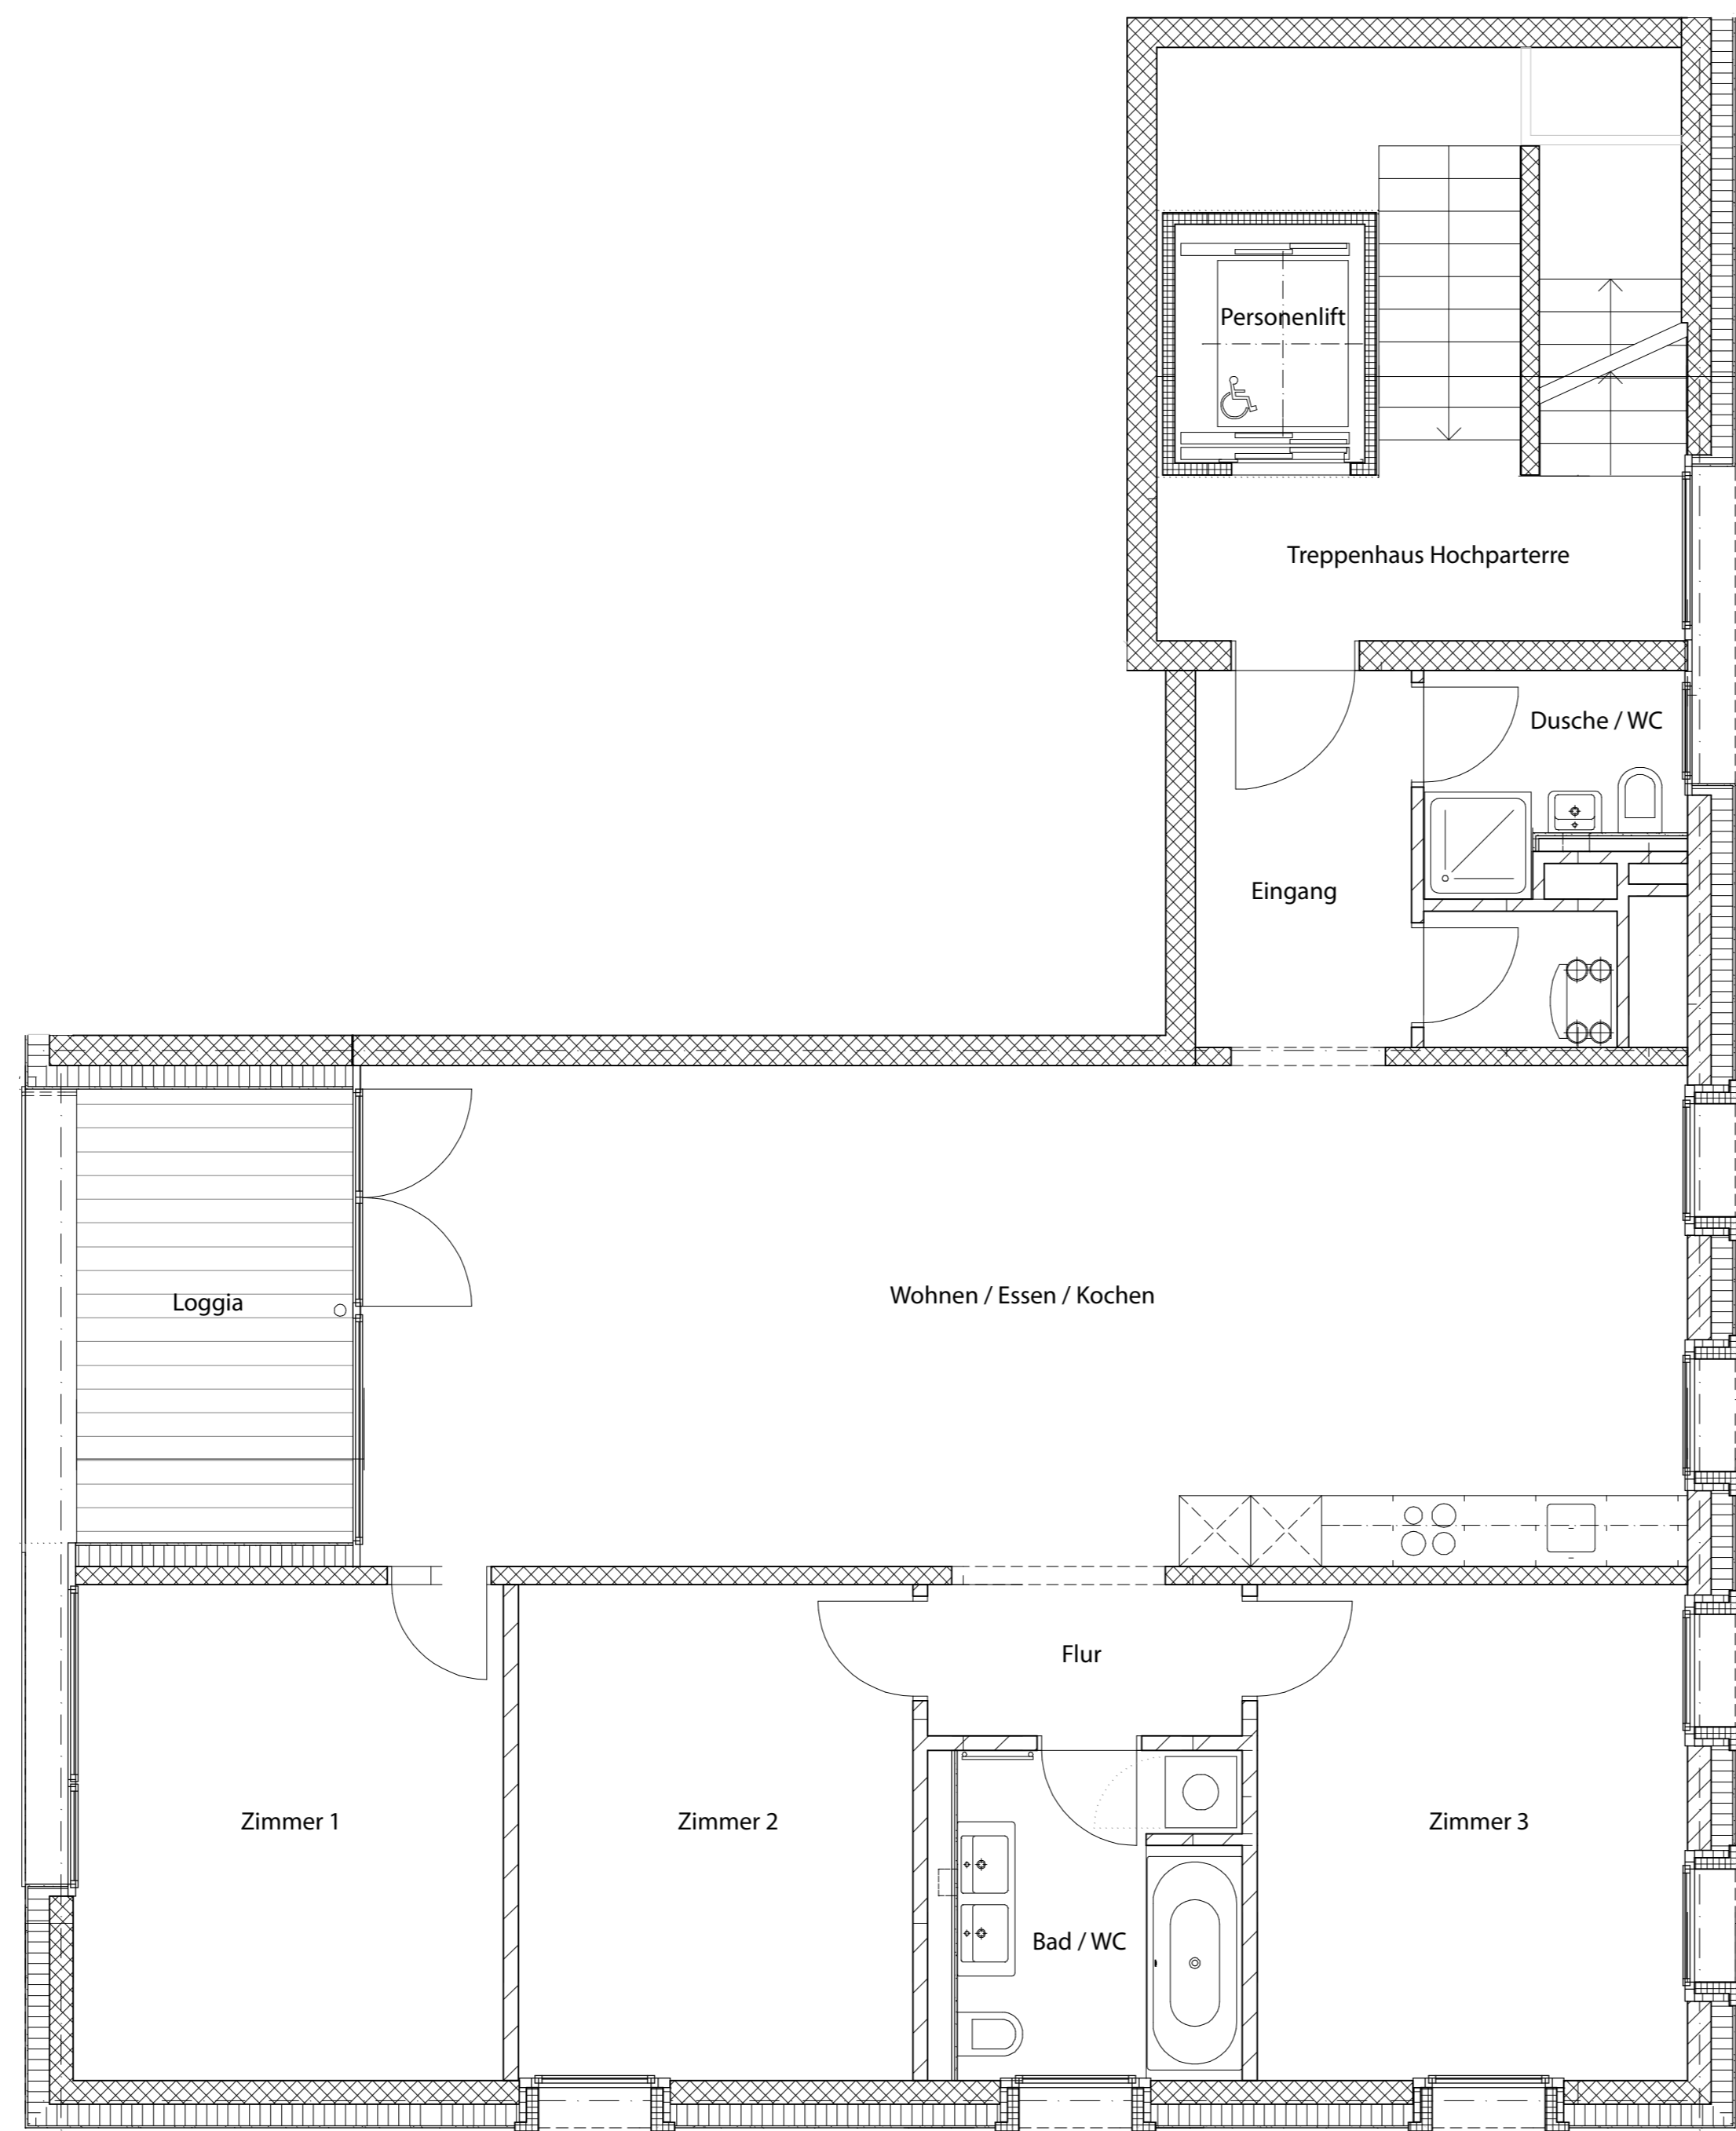 Personenlift
Treppenhaus Hochparterre
Dusche / WC
Eingang
Wohnen / Essen / Kochen
Loggia
Flur
Zimmer 1
Zimmer 2
Zimmer 3
Bad / WC